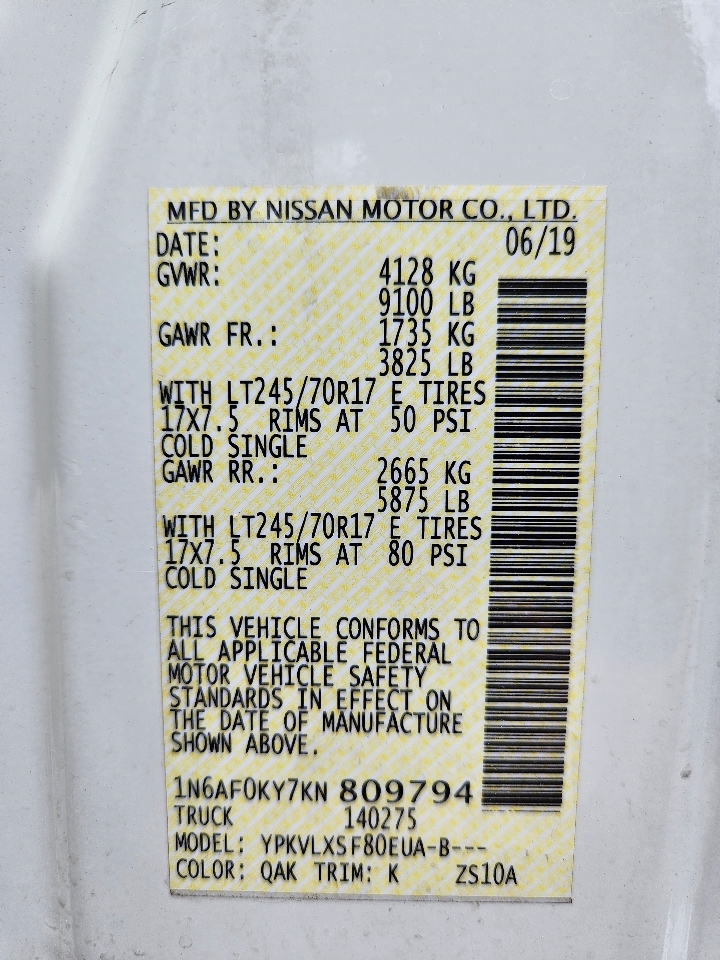 MFD BY NISSAN MOTOR CO., LTD.
DATE: 06/19
GVWR: 4128 KG
9100 LB
GAWR FR.: 1735 KG
3825 LB
WITH LT245/70R17 E TIRES
17X7.5 RIMS AT 50 PSI
COLD SINGLE
GAWR RR.: 2665 KG
5875 LB
WITH LT245/70R17 E TIRES
17X7.5 RIMS AT 80 PSI
COLD SINGLE
THIS VEHICLE CONFORMS TO
ALL APPLICABLE FEDERAL
MOTOR VEHICLE SAFETY
STANDARDS IN EFFECT ON
THE DATE OF MANUFACTURE
SHOWN ABOVE.
1N6AF0KY7KN 809794
TRUCK 140275
MODEL: YPKVLXSF80EUA-B---
COLOR: QAK TRIM: K ZS10A